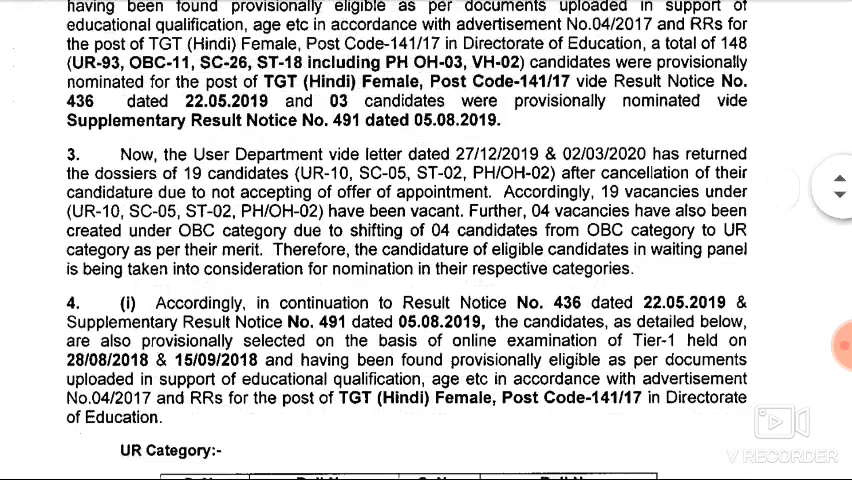 having been found provisionally eligible as per documents uploaded in support of
educational qualification, age etc in accordance with advertisement No.04/2017 and RRs for
the post of TGT (Hindi) Female, Post Code-141/17 in Directorate of Education, a total of 148
(UR-93, OBC-11, SC-26, ST-18 including PH OH-03, VH-02) candidates were provisionally
nominated for the post of TGT (Hindi) Female, Post Code-141/17 vide Result Notice No.
436 dated 22.05.2019 and 03 candidates were provisionally nominated vide
Supplementary Result Notice No. 491 dated 05.08.2019.
3. Now, the User Department vide letter dated 27/12/2019 & 02/03/2020 has returned
the dossiers of 19 candidates (UR-10, SC-05, ST-02, PH/OH-02) after cancellation of their
candidature due to not accepting of offer of appointment. Accordingly, 19 vacancies under
(UR-10, SC-05, ST-02, PH/OH-02) have been vacant. Further, 04 vacancies have also been
created under OBC category due to shifting of 04 candidates from OBC category to UR
category as per their merit. Therefore, the candidature of eligible candidates in waiting panel
is being taken into consideration for nomination in their respective categories.
4. (i) Accordingly, in continuation to Result Notice No. 436 dated 22.05.2019 &
Supplementary Result Notice No. 491 dated 05.08.2019, the candidates, as detailed below,
are also provisionally selected on the basis of online examination of Tier-1 held on
28/08/2018 & 15/09/2018 and having been found provisionally eligible as per documents
uploaded in support of educational qualification, age etc in accordance with advertisement
No.04/2017 and RRs for the post of TGT (Hindi) Female, Post Code-141/17 in Directorate
of Education.
UR Category:-
V RECORDER